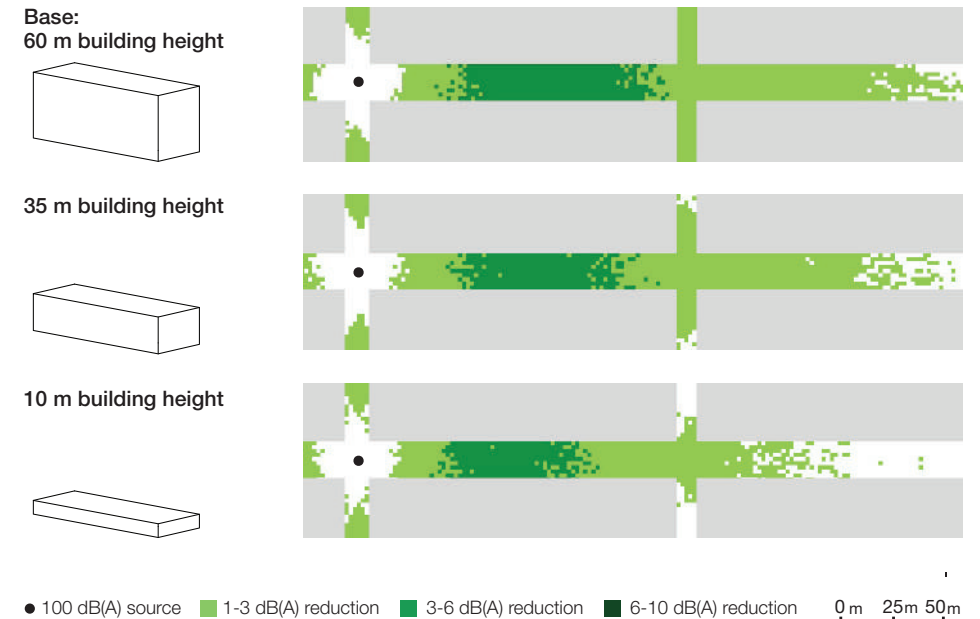 Base:
60 m building height
35 m building height
10 m building height
100 dB(A) source 1-3 dB(A) reduction 3-6 dB(A) reduction 6-10 dB(A) reduction 0 m 25m 50m